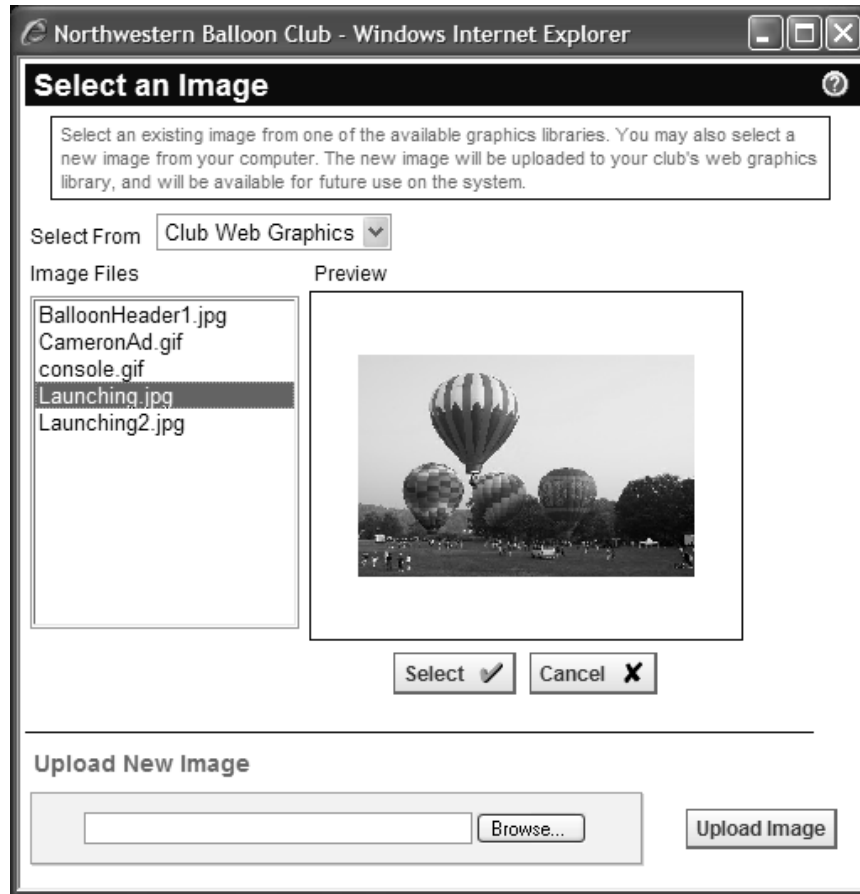 Northwestern Balloon Club - Windows Internet Explorer
Select an Image
Select an existing image from one of the available graphics libraries. You may also select a
new image from your computer. The new image will be uploaded to your club's web graphics
library, and will be available for future use on the system.
Select From Club Web Graphics
Image Files Preview
BalloonHeader1.jpg
CameronAd.gif
console.gif
Launching.jpg
Launching2.jpg
Select Cancel
Upload New Image
Browse... Upload Image